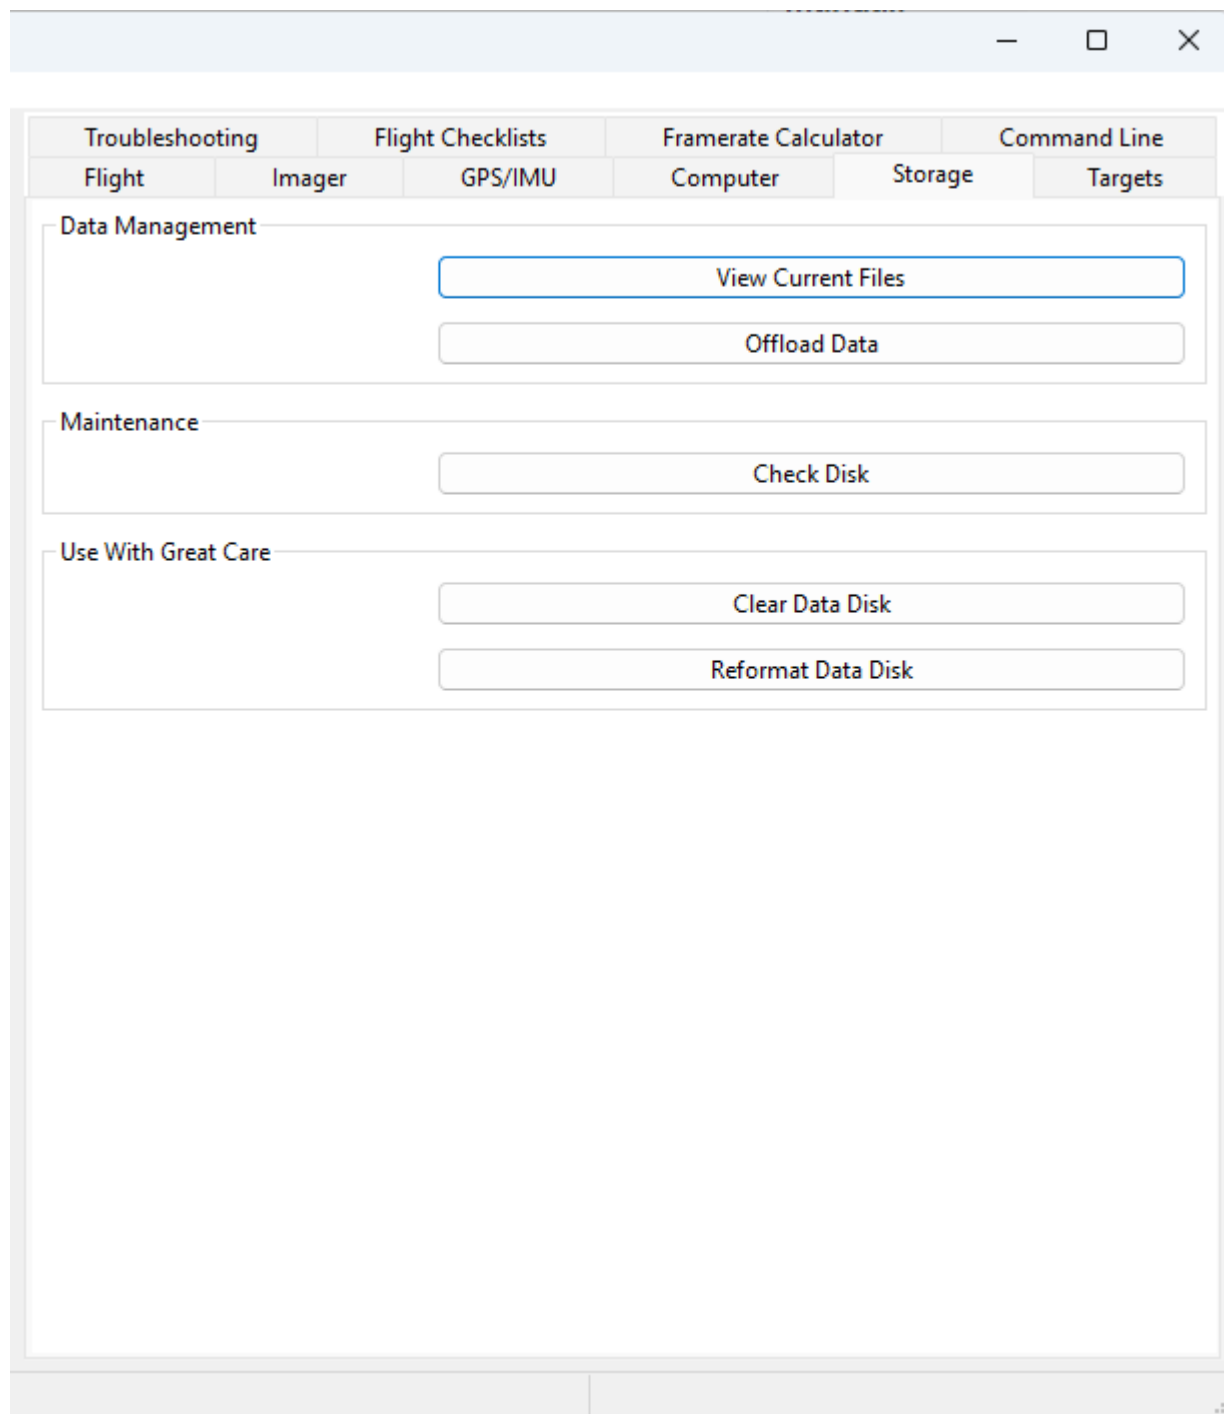 Troubleshooting Flight Checklists Framerate Calculator Command Line
Flight Imager GPS/IMU Computer Storage Targets
Data Management
View Current Files
Offload Data
Maintenance
Check Disk
Use With Great Care
Clear Data Disk
Reformat Data Disk